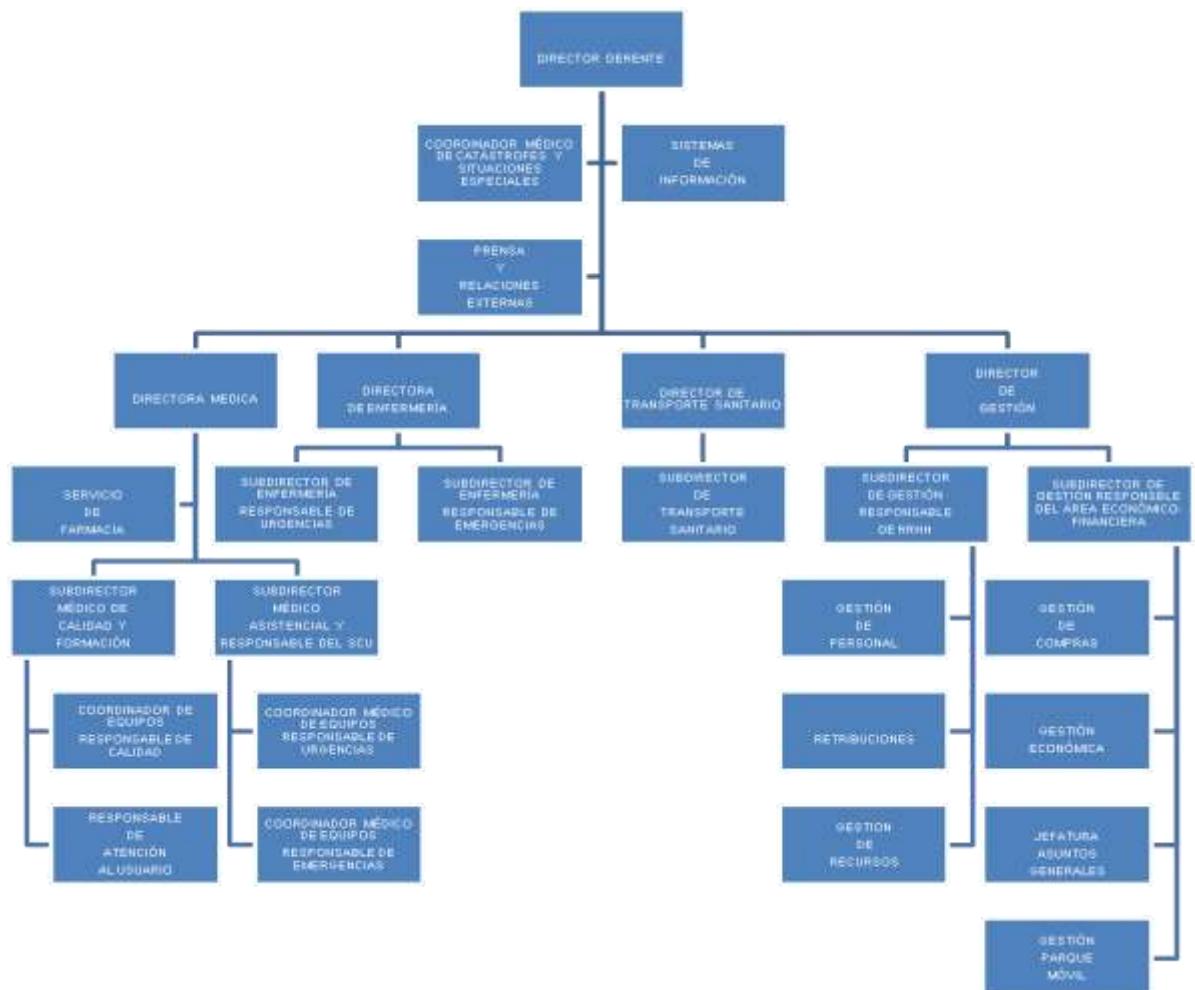 DIRECTOR GERENTE
COORDINADOR MÉDICO
DE CATÁSTROFES Y
SITUACIONES
ESPECIALES
SISTEMAS
DE
INFORMACIÓN
PRENSA
Y
RELACIONES
EXTERNAS
DIRECTORA MEDICA
DIRECTORA
DE ENFERMERÍA
DIRECTOR DE
TRANSPORTE SANITARIO
DIRECTOR
DE
GESTIÓN
SERVICIO
DE
FARMACIA
SUBDIRECTOR DE
ENFERMERÍA
RESPONSABLE DE
URGENCIAS
SUBDIRECTOR DE
ENFERMERÍA
RESPONSABLE DE
EMERGENCIAS
SUBDIRECTOR
DE
TRANSPORTE
SANITARIO
SUBDIRECTOR
DE GESTIÓN
RESPONSABLE
DE RRHH
SUBDIRECTOR DE
GESTIÓN RESPONSBLE
DEL ÁREA ECONÓMICO-
FINANCIERA
SUBDIRECTOR
MÉDICO DE
CALIDAD Y
FORMACIÓN
SUBDIRECTOR
MÉDICO
ASISTENCIAL Y
RESPONSABLE DEL SCU
GESTIÓN
DE
PERSONAL
GESTIÓN
DE
COMPRAS
COORDINADOR DE
EQUIPOS
RESPONSABLE DE
CALIDAD
COORDINADOR MÉDICO
DE EQUIPOS
RESPONSABLE DE
URGENCIAS
RETRIBUCIONES
GESTIÓN
ECONÓMICA
RESPONSABLE
DE
ATENCIÓN
AL USUARIO
COORDINADOR MÉDICO
DE EQUIPOS
RESPONSABLE DE
EMERGENCIAS
GESTION
DE
RECURSOS
JEFATURA
ASUNTOS
GENERALES
GESTIÓN
PARQUE
MÓVIL